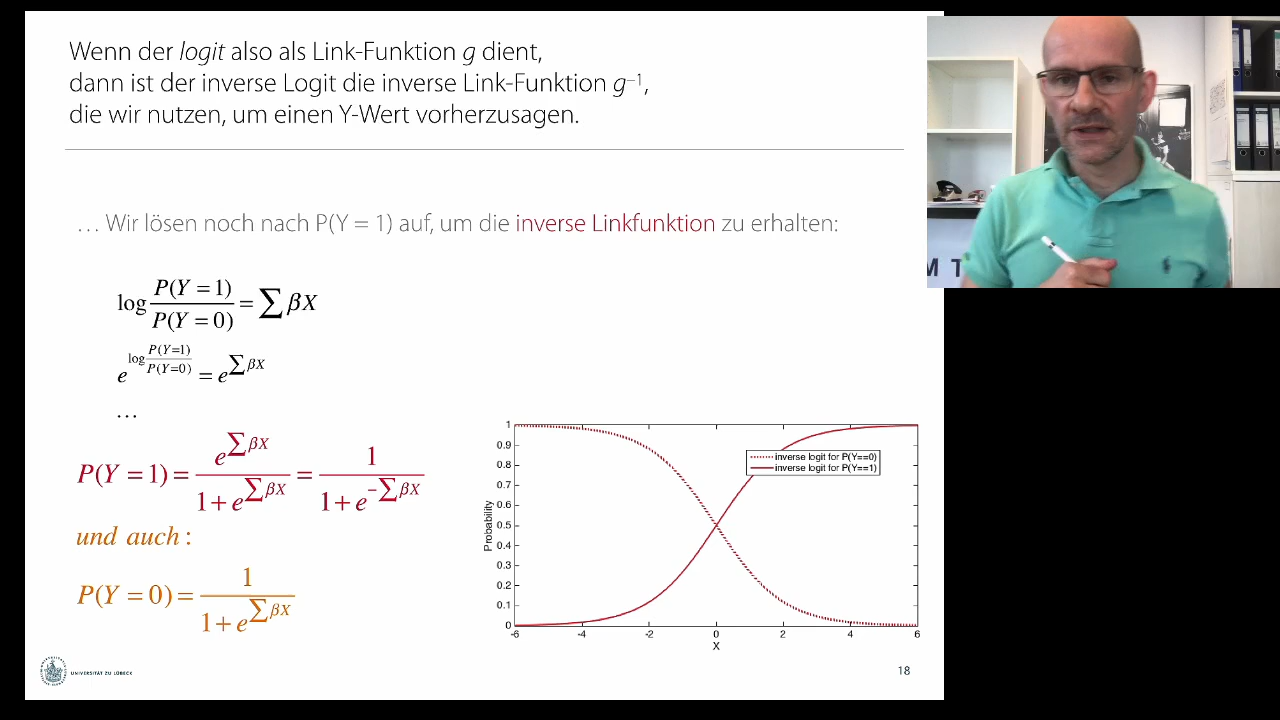 Wenn der logit also als Link-Funktion g dient,
dann ist der inverse Logit die inverse Link-Funktion g⁻¹,
die wir nutzen, um einen Y-Wert vorherzusagen.
… Wir lösen noch nach P(Y = 1) auf, um die inverse Linkfunktion zu erhalten:
log P(Y = 1) / P(Y = 0) = ∑ βX
e^(log P(Y=1) / P(Y=0)) = e^(∑ βX)
…
P(Y = 1) = e^(∑ βX) / (1 + e^(∑ βX)) = 1 / (1 + e^(−∑ βX))
und auch :
P(Y = 0) = 1 / (1 + e^(∑ βX))
inverse logit for P(Y==0)
inverse logit for P(Y==1)
Probability
1
0.9
0.8
0.7
0.6
0.5
0.4
0.3
0.2
0.1
0
-6 -4 -2 0 2 4 6
X
UNIVERSITÄT ZU LÜBECK
18
M T